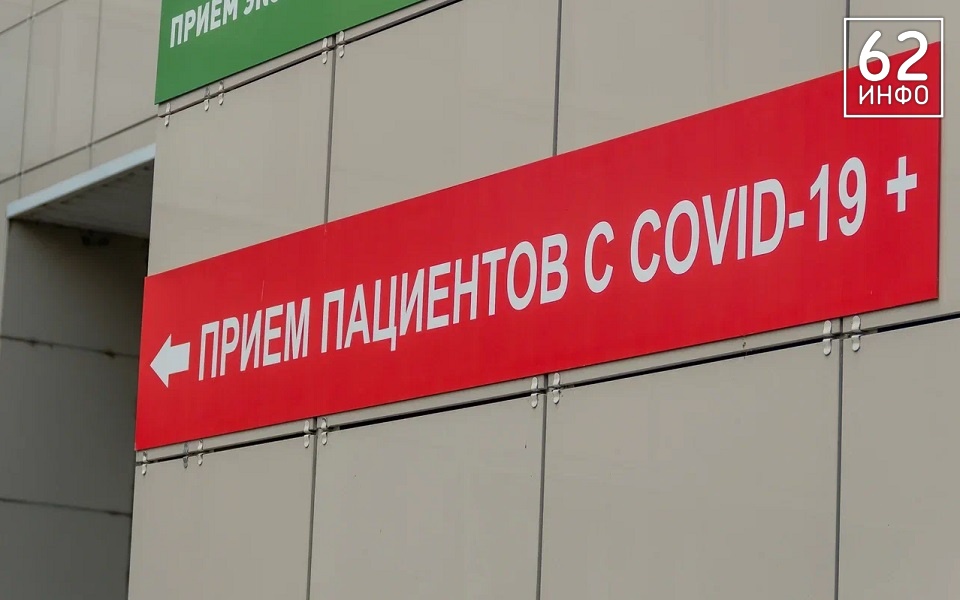 ПРИЕМ
62
ИНФО
ПРИЕМ ПАЦИЕНТОВ С COVID-19 +